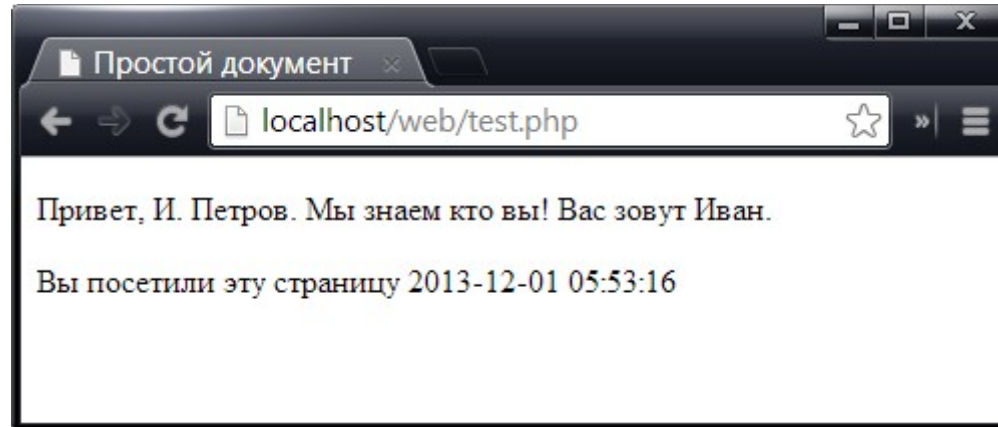 Простой документ
localhost/web/test.php
Привет, И. Петров. Мы знаем кто вы! Вас зовут Иван.
Вы посетили эту страницу 2013-12-01 05:53:16